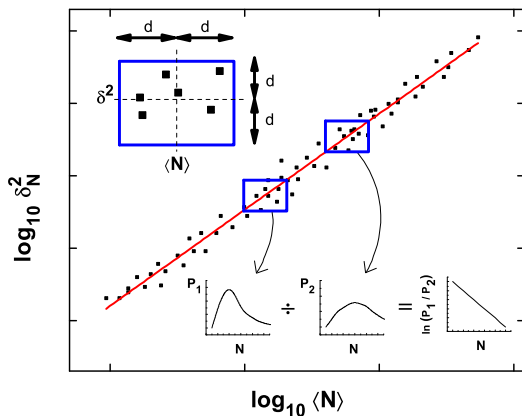 d d
δ²
d
d
⟨N⟩
log₁₀ δ²_N
P₁
N
÷
P₂
N
=
ln (P₁ / P₂)
N
log₁₀ ⟨N⟩